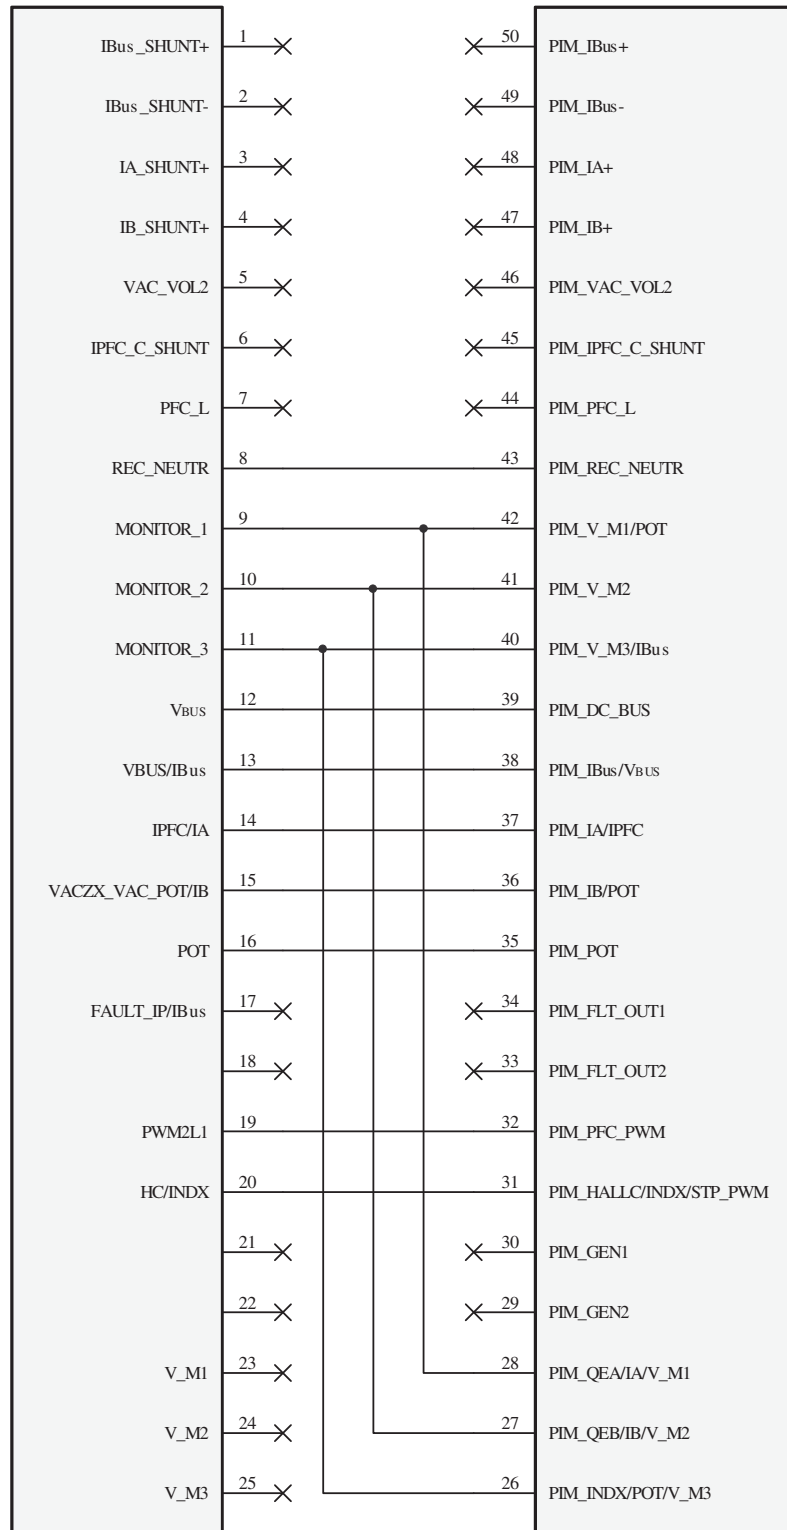 IBus_SHUNT+ 1 50 PIM_IBus+
IBus_SHUNT- 2 49 PIM_IBus-
IA_SHUNT+ 3 48 PIM_IA+
IB_SHUNT+ 4 47 PIM_IB+
VAC_VOL2 5 46 PIM_VAC_VOL2
IPFC_C_SHUNT 6 45 PIM_IPFC_C_SHUNT
PFC_L 7 44 PIM_PFC_L
REC_NEUTR 8 43 PIM_REC_NEUTR
MONITOR_1 9 42 PIM_V_M1/POT
MONITOR_2 10 41 PIM_V_M2
MONITOR_3 11 40 PIM_V_M3/IBus
VBUS 12 39 PIM_DC_BUS
VBUS/IBus 13 38 PIM_IBus/VBUS
IPFC/IA 14 37 PIM_IA/IPFC
VACZX_VAC_POT/IB 15 36 PIM_IB/POT
POT 16 35 PIM_POT
FAULT_IP/IBus 17 34 PIM_FLT_OUT1
18 33 PIM_FLT_OUT2
PWM2L1 19 32 PIM_PFC_PWM
HC/INDX 20 31 PIM_HALLC/INDX/STP_PWM
21 30 PIM_GEN1
22 29 PIM_GEN2
V_M1 23 28 PIM_QEA/IA/V_M1
V_M2 24 27 PIM_QEB/IB/V_M2
V_M3 25 26 PIM_INDX/POT/V_M3